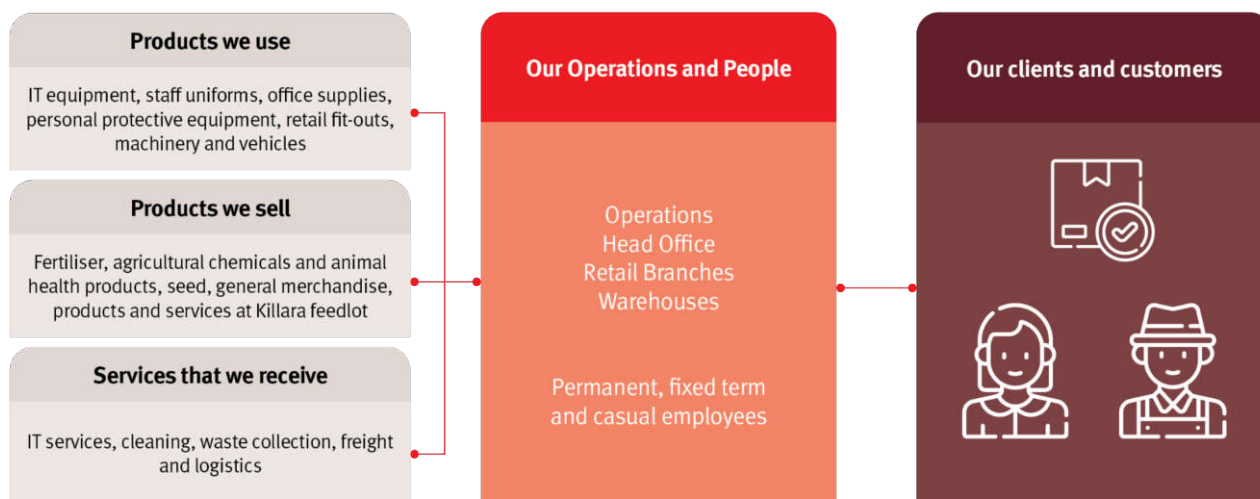 Products we use
IT equipment, staff uniforms, office supplies,
personal protective equipment, retail fit-outs,
machinery and vehicles
Products we sell
Fertiliser, agricultural chemicals and animal
health products, seed, general merchandise,
products and services at Killara feedlot
Services that we receive
IT services, cleaning, waste collection, freight
and logistics
Our Operations and People
Operations
Head Office
Retail Branches
Warehouses
Permanent, fixed term
and casual employees
Our clients and customers